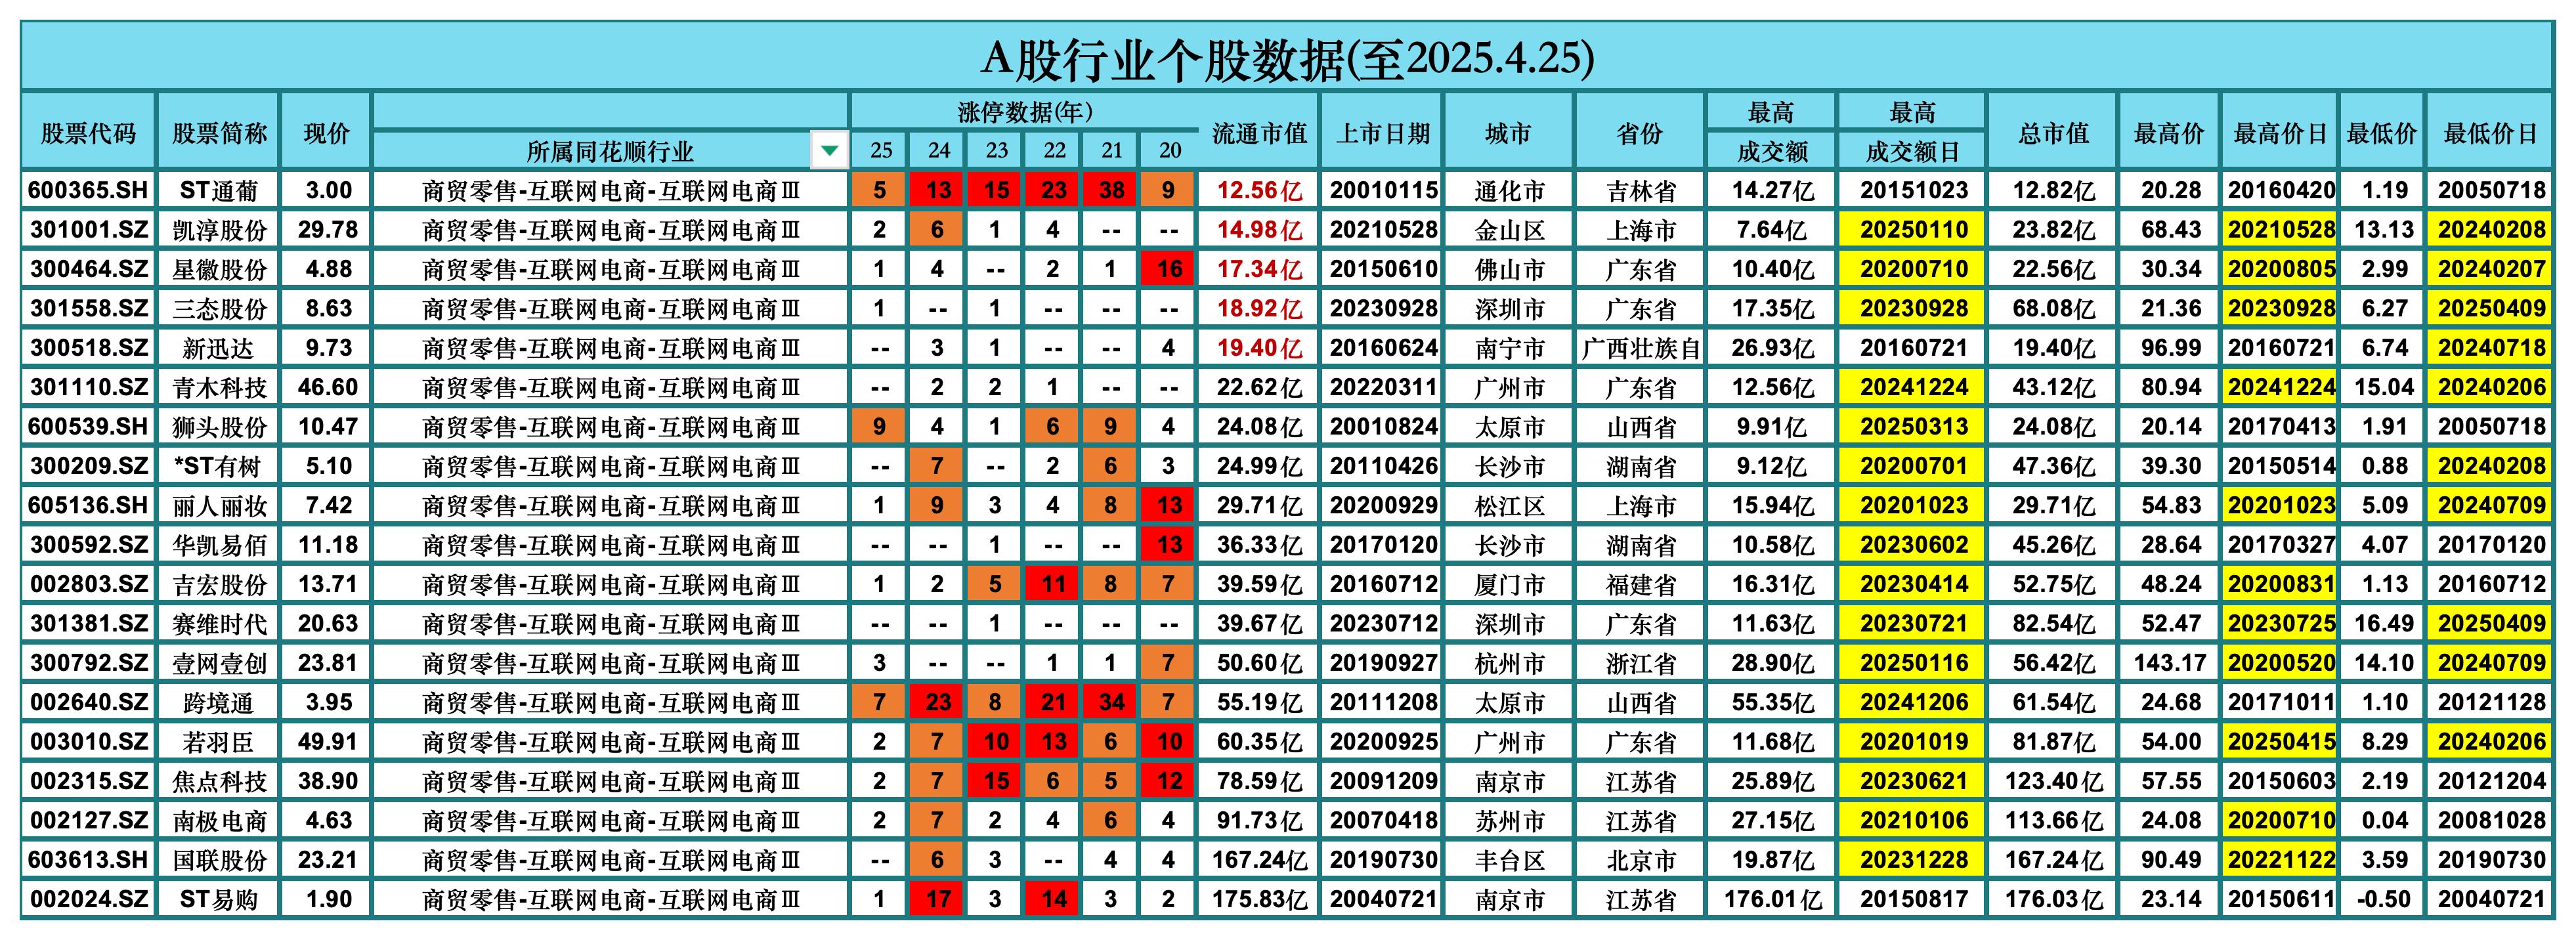 A股行业个股数据(至2025.4.25)
股票代码 股票简称 现价 所属同花顺行业 涨停数据(年) 25 24 23 22 21 20 流通市值 上市日期 城市 省份 最高成交额 最高成交额日 总市值 最高价 最高价日 最低价 最低价日
600365.SH ST通葡 3.00 商贸零售-互联网电商-互联网电商Ⅲ 5 13 15 23 38 9 12.56亿 20010115 通化市 吉林省 14.27亿 20151023 12.82亿 20.28 20160420 1.19 20050718
301001.SZ 凯淳股份 29.78 商贸零售-互联网电商-互联网电商Ⅲ 2 6 1 4 -- -- 14.98亿 20210528 金山区 上海市 7.64亿 20250110 23.82亿 68.43 20210528 13.13 20240208
300464.SZ 星徽股份 4.88 商贸零售-互联网电商-互联网电商Ⅲ 1 4 -- 2 1 16 17.34亿 20150610 佛山市 广东省 10.40亿 20200710 22.56亿 30.34 20200805 2.99 20240207
301558.SZ 三态股份 8.63 商贸零售-互联网电商-互联网电商Ⅲ 1 -- 1 -- -- -- 18.92亿 20230928 深圳市 广东省 17.35亿 20230928 68.08亿 21.36 20230928 6.27 20250409
300518.SZ 新迅达 9.73 商贸零售-互联网电商-互联网电商Ⅲ -- 3 1 -- -- 4 19.40亿 20160624 南宁市 广西壮族自 26.93亿 20160721 19.40亿 96.99 20160721 6.74 20240718
301110.SZ 青木科技 46.60 商贸零售-互联网电商-互联网电商Ⅲ -- 2 2 1 -- -- 22.62亿 20220311 广州市 广东省 12.56亿 20241224 43.12亿 80.94 20241224 15.04 20240206
600539.SH 狮头股份 10.47 商贸零售-互联网电商-互联网电商Ⅲ 9 4 1 6 9 4 24.08亿 20010824 太原市 山西省 9.91亿 20250313 24.08亿 20.14 20170413 1.91 20050718
300209.SZ *ST有树 5.10 商贸零售-互联网电商-互联网电商Ⅲ -- 7 -- 2 6 3 24.99亿 20110426 长沙市 湖南省 9.12亿 20200701 47.36亿 39.30 20150514 0.88 20240208
605136.SH 丽人丽妆 7.42 商贸零售-互联网电商-互联网电商Ⅲ 1 9 3 4 8 13 29.71亿 20200929 松江区 上海市 15.94亿 20201023 29.71亿 54.83 20201023 5.09 20240709
300592.SZ 华凯易佰 11.18 商贸零售-互联网电商-互联网电商Ⅲ -- -- 1 -- -- 13 36.33亿 20170120 长沙市 湖南省 10.58亿 20230602 45.26亿 28.64 20170327 4.07 20170120
002803.SZ 吉宏股份 13.71 商贸零售-互联网电商-互联网电商Ⅲ 1 2 5 11 8 7 39.59亿 20160712 厦门市 福建省 16.31亿 20230414 52.75亿 48.24 20200831 1.13 20160712
301381.SZ 赛维时代 20.63 商贸零售-互联网电商-互联网电商Ⅲ -- -- 1 -- -- -- 39.67亿 20230712 深圳市 广东省 11.63亿 20230721 82.54亿 52.47 20230725 16.49 20250409
300792.SZ 壹网壹创 23.81 商贸零售-互联网电商-互联网电商Ⅲ 3 -- -- 1 1 7 50.60亿 20190927 杭州市 浙江省 28.90亿 20250116 56.42亿 143.17 20200520 14.10 20240709
002640.SZ 跨境通 3.95 商贸零售-互联网电商-互联网电商Ⅲ 7 23 8 21 34 7 55.19亿 20111208 太原市 山西省 55.35亿 20241206 61.54亿 24.68 20171011 1.10 20121128
003010.SZ 若羽臣 49.91 商贸零售-互联网电商-互联网电商Ⅲ 2 7 10 13 6 10 60.35亿 20200925 广州市 广东省 11.68亿 20201019 81.87亿 54.00 20250415 8.29 20240206
002315.SZ 焦点科技 38.90 商贸零售-互联网电商-互联网电商Ⅲ 2 7 15 6 5 12 78.59亿 20091209 南京市 江苏省 25.89亿 20230621 123.40亿 57.55 20150603 2.19 20121204
002127.SZ 南极电商 4.63 商贸零售-互联网电商-互联网电商Ⅲ 2 7 2 4 6 4 91.73亿 20070418 苏州市 江苏省 27.15亿 20210106 113.66亿 24.08 20200710 0.04 20081028
603613.SH 国联股份 23.21 商贸零售-互联网电商-互联网电商Ⅲ -- 6 3 -- 4 4 167.24亿 20190730 丰台区 北京市 19.87亿 20231228 167.24亿 90.49 20221122 3.59 20190730
002024.SZ ST易购 1.90 商贸零售-互联网电商-互联网电商Ⅲ 1 17 3 14 3 2 175.83亿 20040721 南京市 江苏省 176.01亿 20150817 176.03亿 23.14 20150611 -0.50 20040721